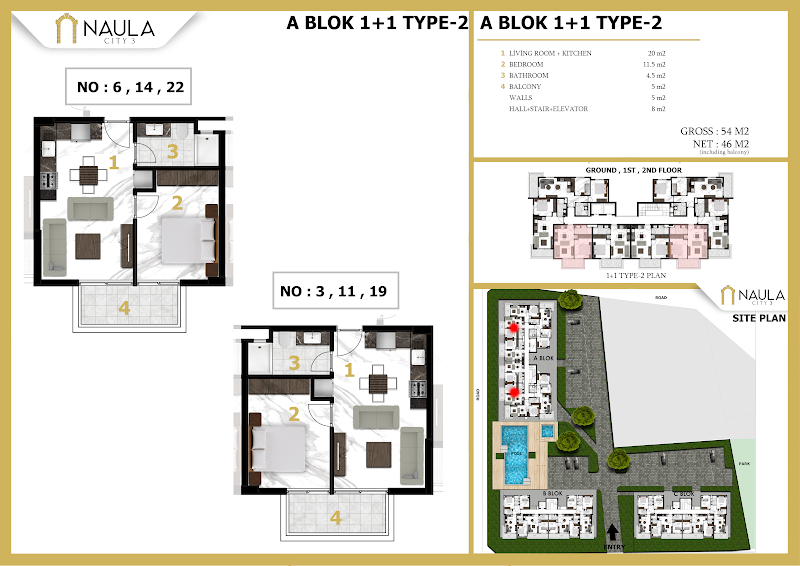 NAULA
CITY 3
A BLOK 1+1 TYPE-2
NO : 6 , 14 , 22
1
3
2
4
NO : 3 , 11 , 19
3
1
2
4
A BLOK 1+1 TYPE-2
1 LİVİNG ROOM + KITCHEN 20 m2
2 BEDROOM 11.5 m2
3 BATHROOM 4.5 m2
4 BALCONY 5 m2
WALLS 5 m2
HALL+STAIR+ELEVATOR 8 m2
GROSS : 54 M2
NET : 46 M2
(including balcony)
GROUND , 1ST , 2ND FLOOR
1+1 TYPE-2 PLAN
NAULA
CITY 3
SITE PLAN
ROAD
A BLOK
ROAD
POOL
PARK
B BLOK
C BLOK
ENTRY